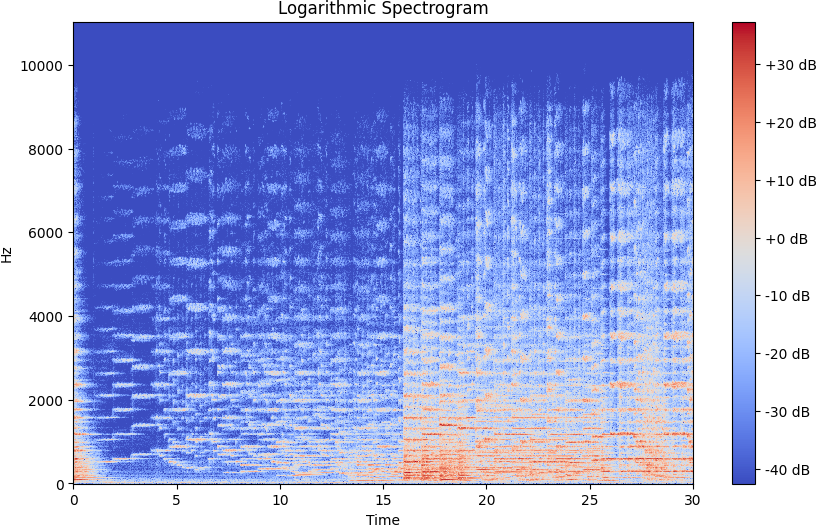 Logarithmic Spectrogram
Hz
10000
8000
6000
4000
2000
0
0 5 10 15 20 25 30
Time
+30 dB
+20 dB
+10 dB
+0 dB
-10 dB
-20 dB
-30 dB
-40 dB